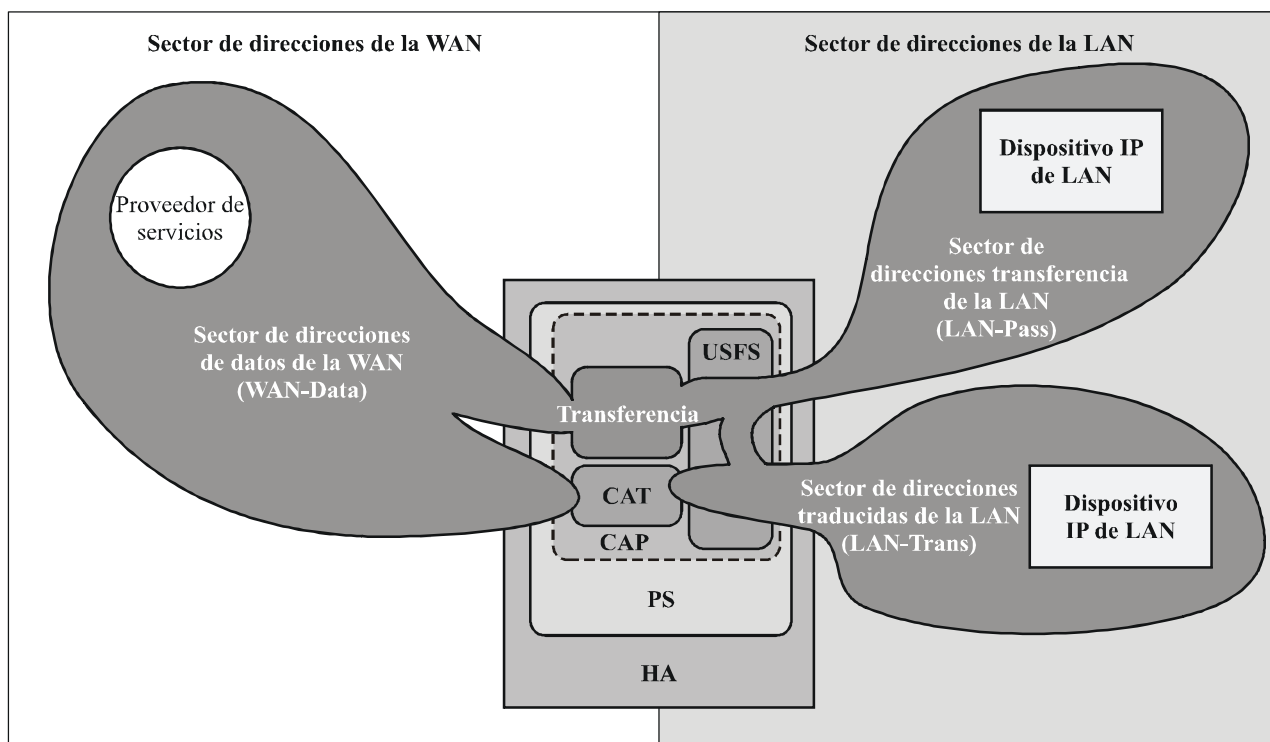 Sector de direcciones de la WAN
Sector de direcciones de la LAN
Proveedor de
servicios
Dispositivo IP
de LAN
Sector de
direcciones transferencia
de la LAN
(LAN-Pass)
Sector de direcciones
de datos de la WAN
(WAN-Data)
USFS
Transferencia
CAT
CAP
PS
HA
Sector de direcciones
traducidas de la LAN
(LAN-Trans)
Dispositivo
IP de LAN